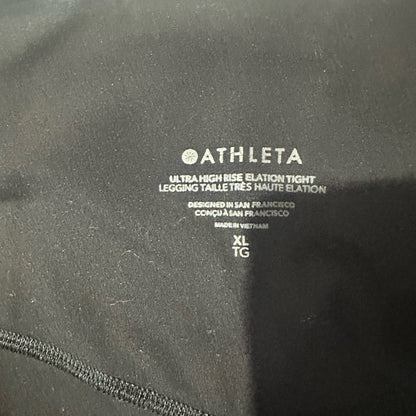 ATHLETA
ULTRA HIGH RISE ELATION TIGHT
LEGGING TAILLE TRÈS HAUTE ELATION
DESIGNED IN SAN FRANCISCO
CONÇU À SAN FRANCISCO
MADE IN VIETNAM
XL
TG